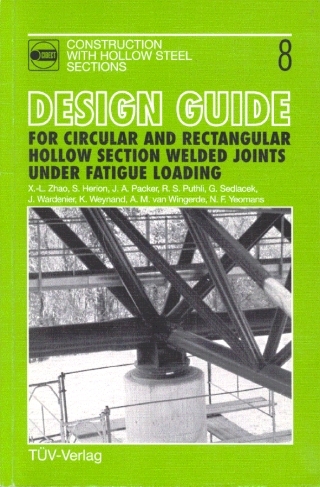 CIDECT
CONSTRUCTION
WITH HOLLOW STEEL
SECTIONS
8
DESIGN GUIDE
FOR CIRCULAR AND RECTANGULAR
HOLLOW SECTION WELDED JOINTS
UNDER FATIGUE LOADING
X.-L. Zhao, S. Herion, J. A. Packer, R. S. Puthli, G. Sedlacek,
J. Wardenier, K. Weynand, A. M. van Wingerde, N. F. Yeomans
TÜV-Verlag